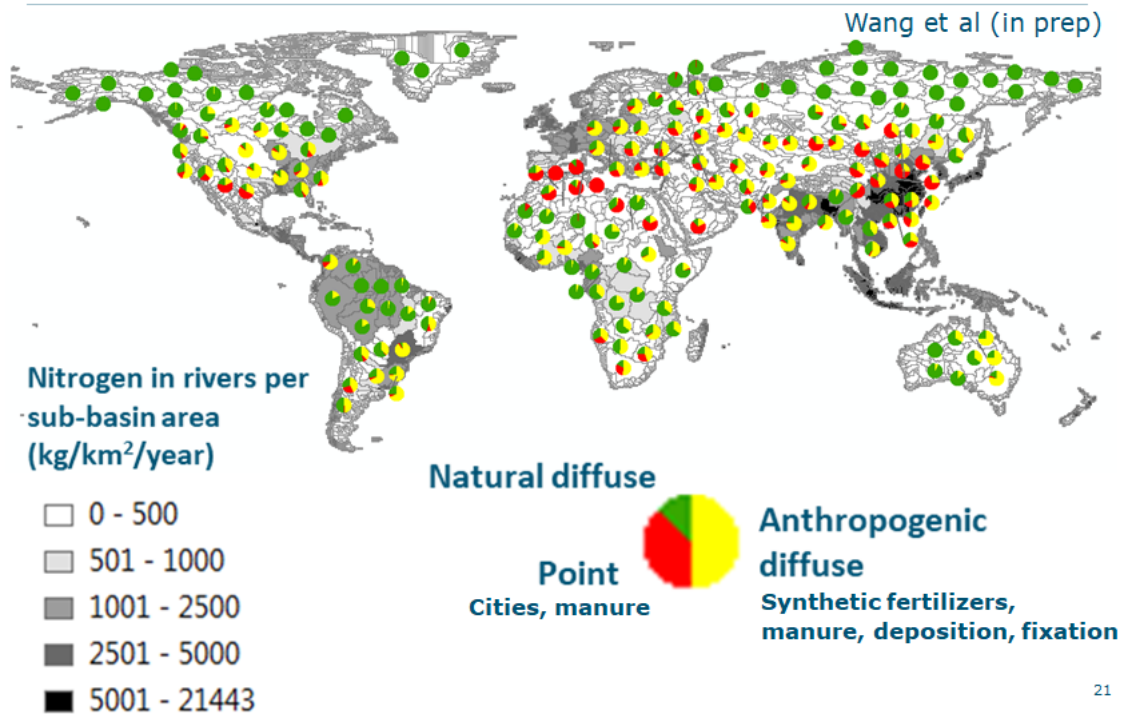 Wang et al (in prep)
Nitrogen in rivers per
sub-basin area
(kg/km²/year)
0 - 500
501 - 1000
1001 - 2500
2501 - 5000
5001 - 21443
Natural diffuse
Point
Cities, manure
Anthropogenic
diffuse
Synthetic fertilizers,
manure, deposition, fixation
21